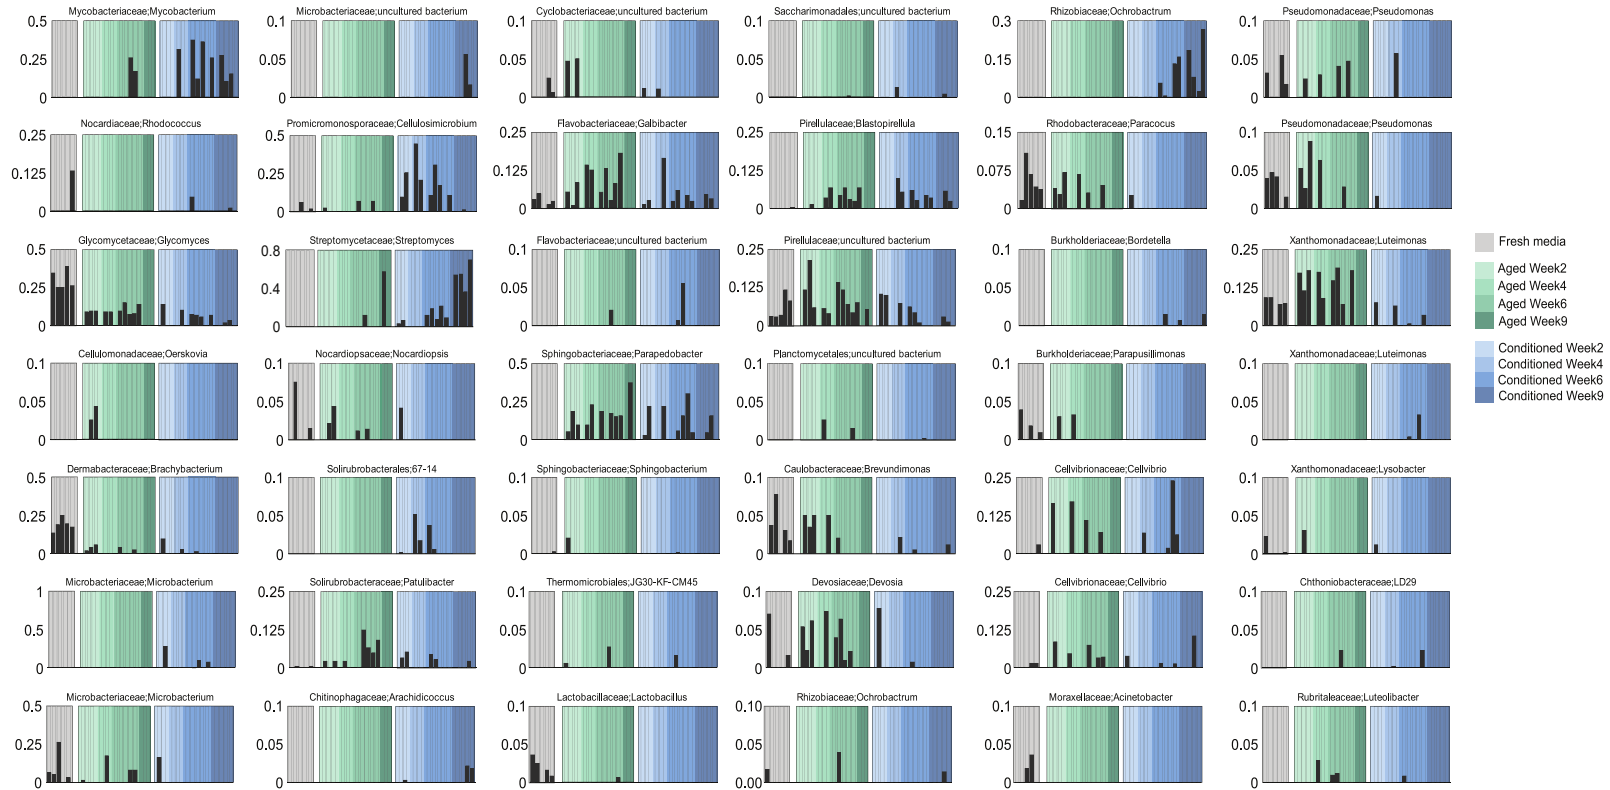 Mycobacteriaceae;Mycobacterium
0.5
0.25
0
Microbacteriaceae;uncultured bacterium
0.1
0.05
0
Cyclobacteriaceae;uncultured bacterium
0.1
0.05
0
Saccharimonadales;uncultured bacterium
0.1
0.05
0
Rhizobiaceae;Ochrobactrum
0.3
0.15
0
Pseudomonadaceae;Pseudomonas
0.1
0.05
0
Nocardiaceae;Rhodococcus
0.25
0.125
0
Promicromonosporaceae;Cellulosimicrobium
0.5
0.25
0
Flavobacteriaceae;Galbibacter
0.25
0.125
0
Pirellulaceae;Blastopirellula
0.25
0.125
0
Rhodobacteraceae;Paracocus
0.15
0.075
0
Pseudomonadaceae;Pseudomonas
0.1
0.05
0
Glycomycetaceae;Glycomyces
0.5
0.25
0
Streptomycetaceae;Streptomyces
0.8
0.4
0
Flavobacteriaceae;uncultured bacterium
0.1
0.05
0
Pirellulaceae;uncultured bacterium
0.25
0.125
0
Burkholderiaceae;Bordetella
0.1
0.05
0
Xanthomonadaceae;Luteimonas
0.25
0.125
0
Fresh media
Aged Week2
Aged Week4
Aged Week6
Aged Week9
Conditioned Week2
Conditioned Week4
Conditioned Week6
Conditioned Week9
Cellulomonadaceae;Oerskovia
0.1
0.05
0
Nocardiopsaceae;Nocardiopsis
0.1
0.05
0
Sphingobacteriaceae;Parapedobacter
0.5
0.25
0
Planctomycetales;uncultured bacterium
0.1
0.05
0
Burkholderiaceae;Parapusillimonas
0.1
0.05
0
Xanthomonadaceae;Luteimonas
0.1
0.05
0
Dermabacteraceae;Brachybacterium
0.5
0.25
0
Solirubrobacterales;67-14
0.1
0.05
0
Sphingobacteriaceae;Sphingobacterium
0.1
0.05
0
Caulobacteraceae;Brevundimonas
0.1
0.05
0
Cellvibrionaceae;Cellvibrio
0.25
0.125
0
Xanthomonadaceae;Lysobacter
0.1
0.05
0
Microbacteriaceae;Microbacterium
1
0.5
0
Solirubrobacteraceae;Patulibacter
0.25
0.125
0
Thermomicrobiales;JG30-KF-CM45
0.1
0.05
0
Devosiaceae;Devosia
0.1
0.05
0
Cellvibrionaceae;Cellvibrio
0.25
0.125
0
Chthoniobacteraceae;LD29
0.1
0.05
0
Microbacteriaceae;Microbacterium
0.5
0.25
0
Chitinophagaceae;Arachidicoccus
0.1
0.05
0
Lactobacillaceae;Lactobacillus
0.1
0.05
0
Rhizobiaceae;Ochrobactrum
0.10
0.05
0.00
Moraxellaceae;Acinetobacter
0.1
0.05
0
Rubritaleaceae;Luteolibacter
0.1
0.05
0